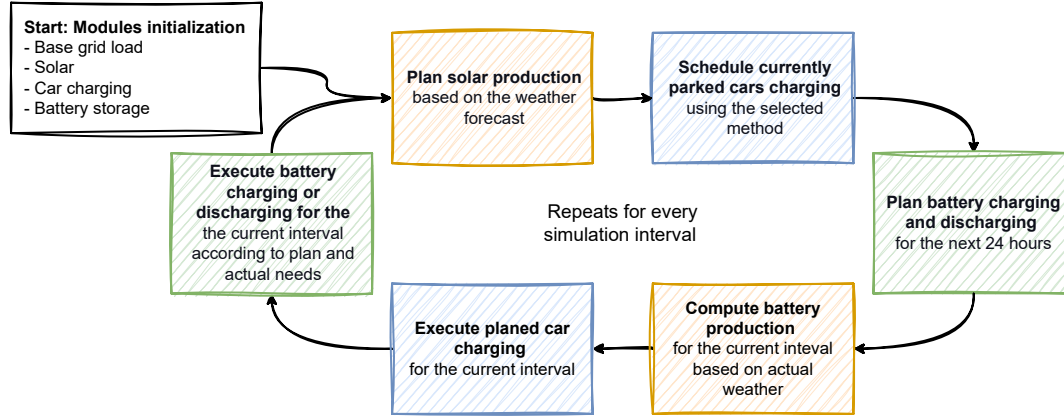 Start: Modules initialization
- Base grid load
- Solar
- Car charging
- Battery storage
Plan solar production
based on the weather
forecast
Schedule currently
parked cars charging
using the selected
method
Plan battery charging
and discharging
for the next 24 hours
Compute battery
production
for the current inteval
based on actual
weather
Execute planed car
charging
for the current interval
Execute battery
charging or
discharging for the
the current interval
according to plan and
actual needs
Repeats for every
simulation interval